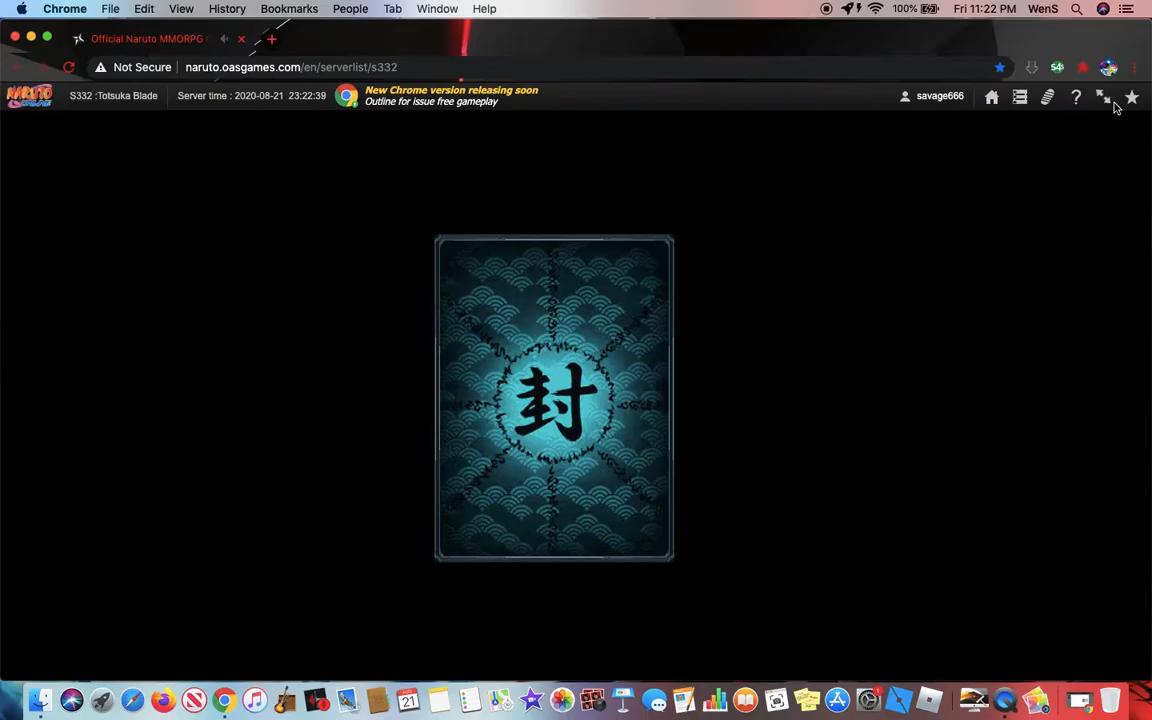 Chrome File Edit View History Bookmarks People Tab Window Help 100% Fri 11:22 PM WenS
Official Naruto MMORPG
Not Secure naruto.oasgames.com/en/serverlist/s332
NARUTO S332 :Totsuka Blade Server time : 2020-08-21 23:22:39 New Chrome version releasing soon savage666
Outline for issue free gameplay
封